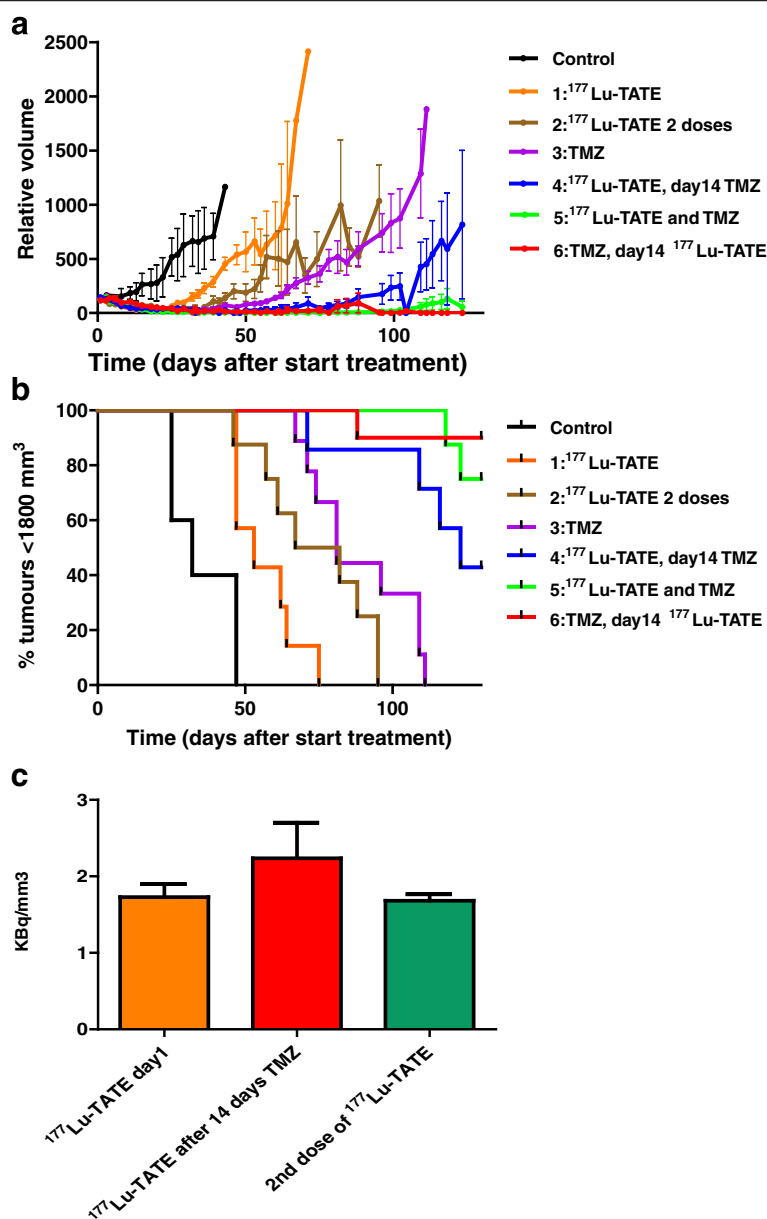 a
2500
2000
1500
1000
500
0
Relative volume
0
50
100
Time (days after start treatment)
Control
1:¹⁷⁷Lu-TATE
2:¹⁷⁷Lu-TATE 2 doses
3:TMZ
4:¹⁷⁷Lu-TATE, day14 TMZ
5:¹⁷⁷Lu-TATE and TMZ
6:TMZ, day14 ¹⁷⁷Lu-TATE
b
100
80
60
40
20
0
% tumours <1800 mm³
0
50
100
Time (days after start treatment)
Control
1:¹⁷⁷Lu-TATE
2:¹⁷⁷Lu-TATE 2 doses
3:TMZ
4:¹⁷⁷Lu-TATE, day14 TMZ
5:¹⁷⁷Lu-TATE and TMZ
6:TMZ, day14 ¹⁷⁷Lu-TATE
c
3
2
1
0
KBq/mm3
¹⁷⁷Lu-TATE day1
¹⁷⁷Lu-TATE after 14 days TMZ
2nd dose of ¹⁷⁷Lu-TATE